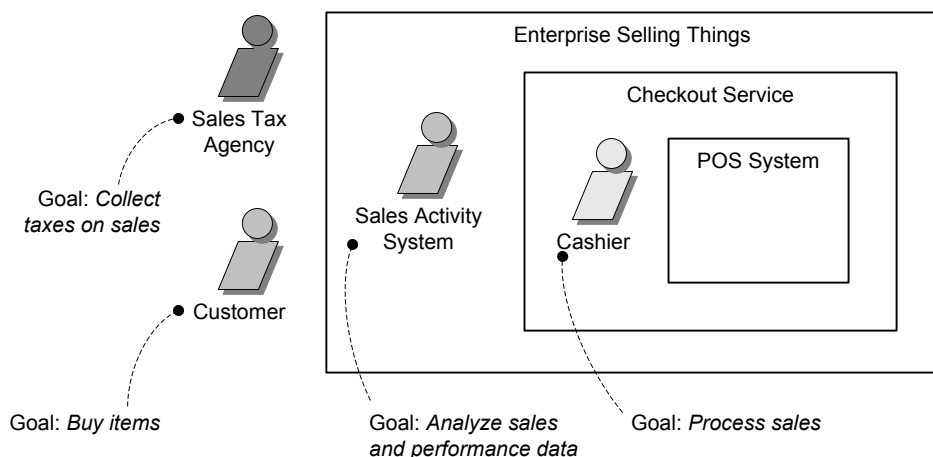 Enterprise Selling Things
Checkout Service
POS System
Sales Tax
Agency
Goal: Collect
taxes on sales
Sales Activity
System
Cashier
Customer
Goal: Buy items
Goal: Analyze sales
and performance data
Goal: Process sales